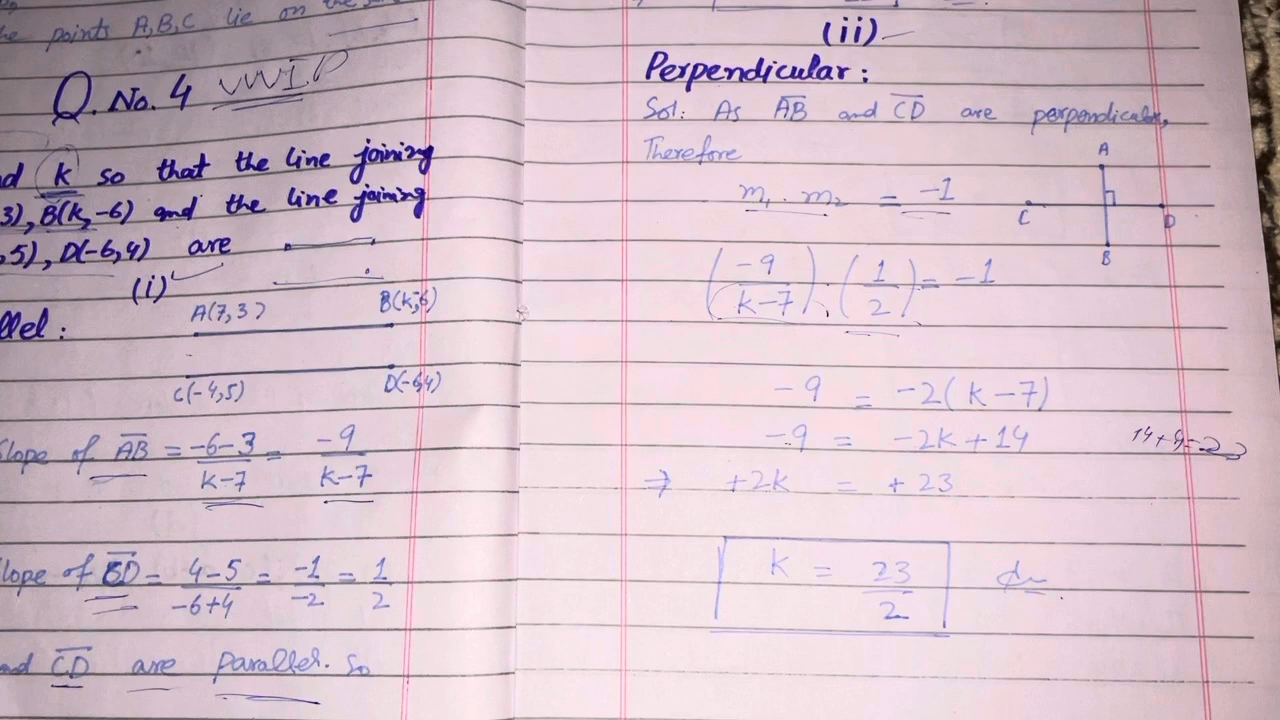 he points A,B,C lie on the
Q. No. 4
nd k so that the line joining
3), B(k,-6) and the line joining
,5), D(-6,4) are
(i)
llel:
A(7,3) B(k,-6)
C(-4,5) D(-6,4)
Slope of AB = -6-3/k-7 = -9/k-7
lope of CD = 4-5/-6+4 = -1/-2 = 1/2
nd CD are parallel. So
(ii)
Perpendicular:
Sol: As AB and CD are perpendicular,
Therefore
m₁ . m₂ = -1
A
C D
B
(-9/k-7) . (1/2) = -1
-9 = -2(k-7)
-9 = -2k+14
14+9=23
⇒ +2k = +23
k = 23/2